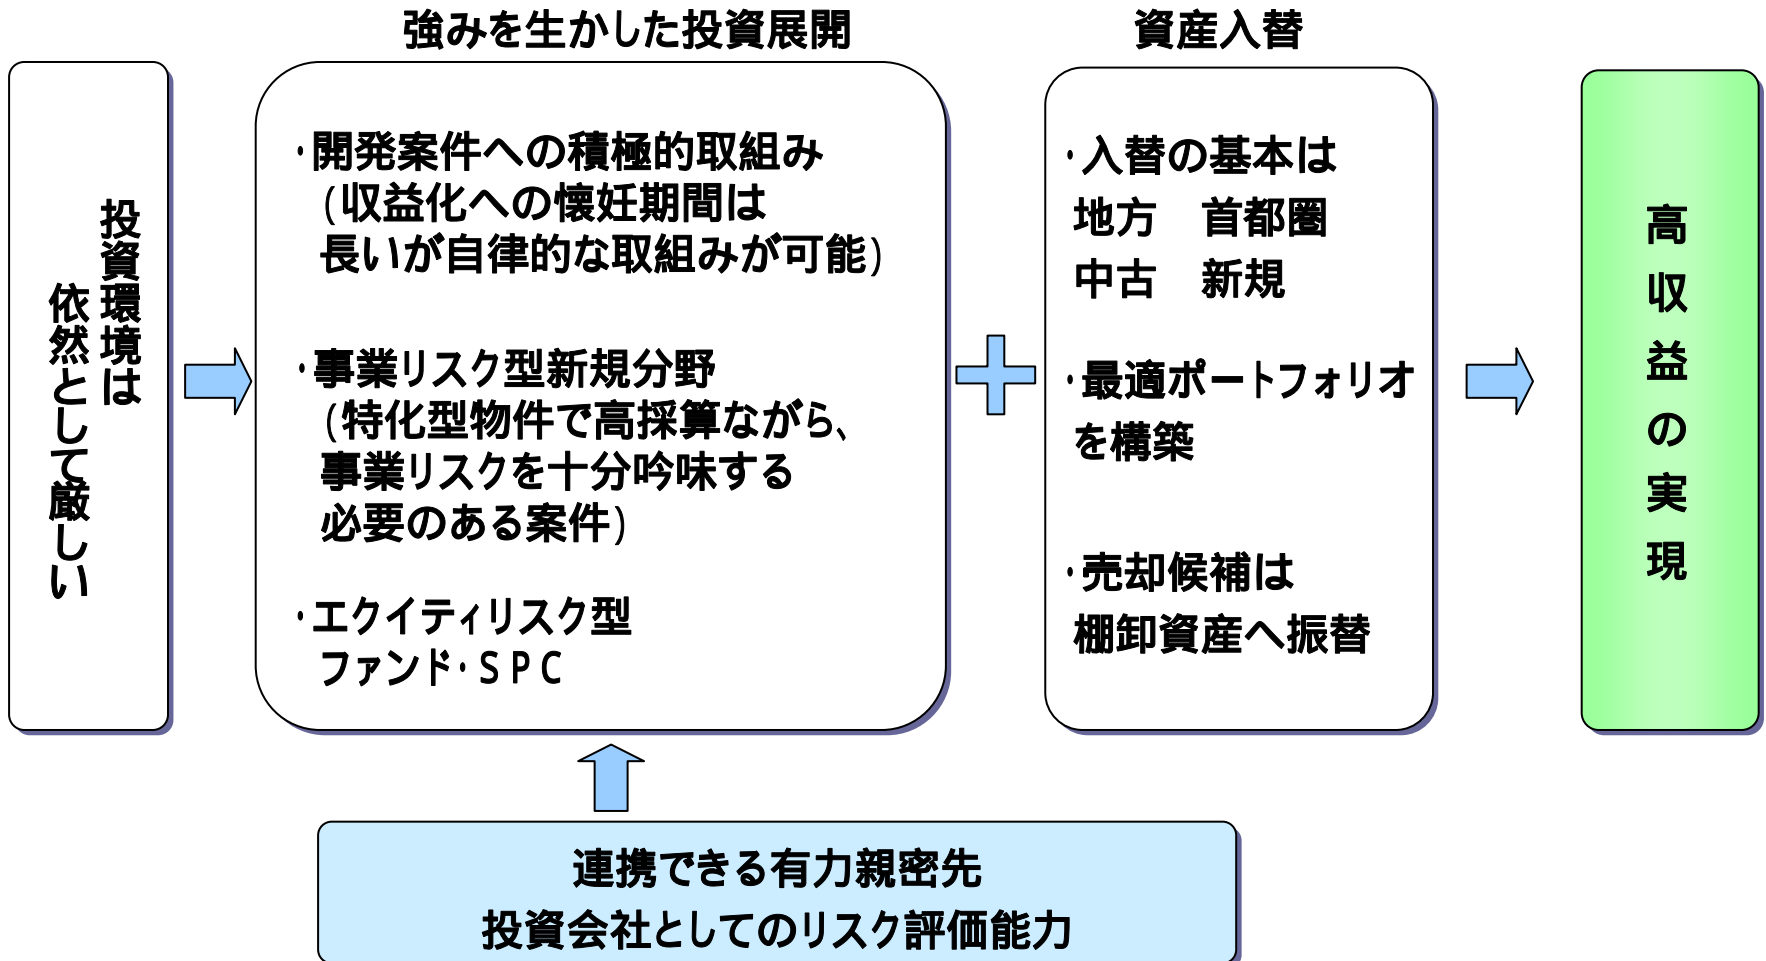 強みを生かした投資展開
資産入替
投資環境は
依然として厳しい
･開発案件への積極的取組み
(収益化への懐妊期間は
長いが自律的な取組みが可能)
･事業リスク型新規分野
(特化型物件で高採算ながら、
事業リスクを十分吟味する
必要のある案件)
･エクイティリスク型
ファンド･ＳＰＣ
･入替の基本は
地方　首都圏
中古　新規
･最適ポートフォリオ
を構築
･売却候補は
棚卸資産へ振替
高収益の実現
連携できる有力親密先
投資会社としてのリスク評価能力